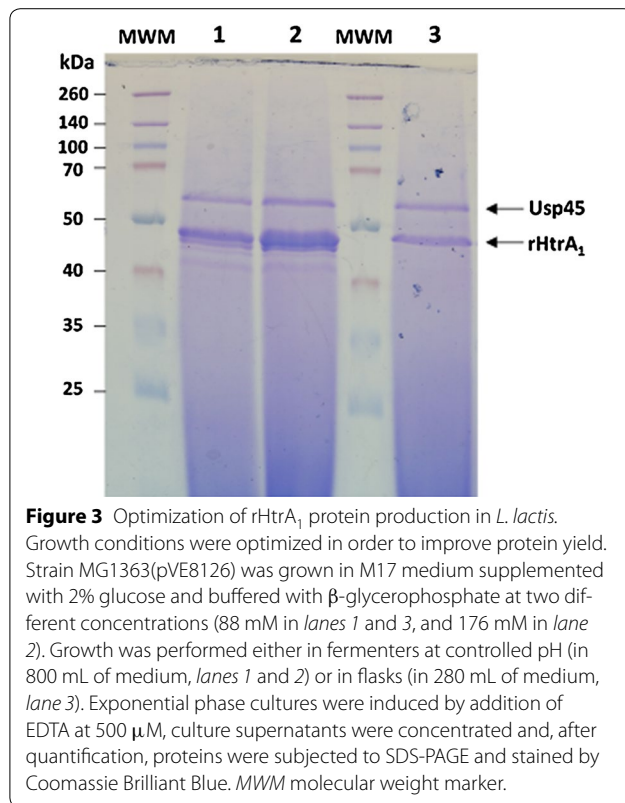 MWM 1 2 MWM 3
kDa
260
140
100
70
50
40
35
25
Usp45
rHtrA₁
Figure 3 Optimization of rHtrA₁ protein production in L. lactis.
Growth conditions were optimized in order to improve protein yield.
Strain MG1363(pVE8126) was grown in M17 medium supplemented
with 2% glucose and buffered with β-glycerophosphate at two dif-
ferent concentrations (88 mM in lanes 1 and 3, and 176 mM in lane
2). Growth was performed either in fermenters at controlled pH (in
800 mL of medium, lanes 1 and 2) or in flasks (in 280 mL of medium,
lane 3). Exponential phase cultures were induced by addition of
EDTA at 500 μM, culture supernatants were concentrated and, after
quantification, proteins were subjected to SDS-PAGE and stained by
Coomassie Brilliant Blue. MWM molecular weight marker.